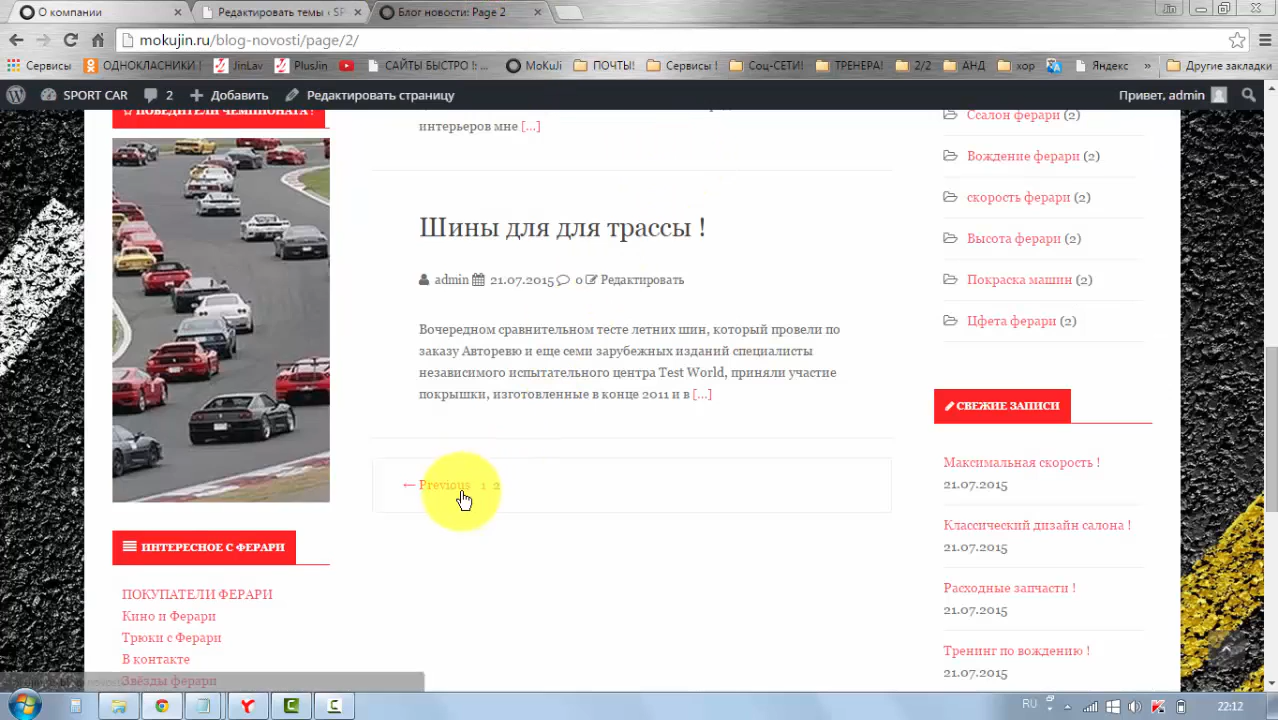 О компании
Редактировать темы ‹ SP
Блог новости: Page 2
mokujin.ru/blog-novosti/page/2/
Сервисы
ОДНОКЛАСНИКИ !
JinLav
PlusJin
САЙТЫ БЫСТРО !: ...
MoKuJi
ПОЧТЫ!
Сервисы !
Соц-СЕТИ!
ТРЕНЕРА!
2/2
АНД
хор
Яндекс
»
Другие закладки
SPORT CAR
2
Добавить
Редактировать страницу
Привет, admin
ПОБЕДИТЕЛИ ЧЕМПИОНАТА !
интерьеров мне [...]
Шины для для трассы !
admin 21.07.2015 0 Редактировать
Вочередном сравнительном тесте летних шин, который провели по
заказу Авторевю и еще семи зарубежных изданий специалисты
независимого испытательного центра Test World, приняли участие
покрышки, изготовленные в конце 2011 и в [...]
← Previous 1 2
ИНТЕРЕСНОЕ С ФЕРАРИ
ПОКУПАТЕЛИ ФЕРАРИ
Кино и Ферари
Трюки с Ферари
В контакте
Звёзды ферари
Ссалон ферари (2)
Вождение ферари (2)
скорость ферари (2)
Высота ферари (2)
Покраска машин (2)
Цфета ферари (2)
СВЕЖИЕ ЗАПИСИ
Максимальная скорость !
21.07.2015
Классический дизайн салона !
21.07.2015
Расходные запчасти !
21.07.2015
Тренинг по вождению !
21.07.2015
RU
22:12